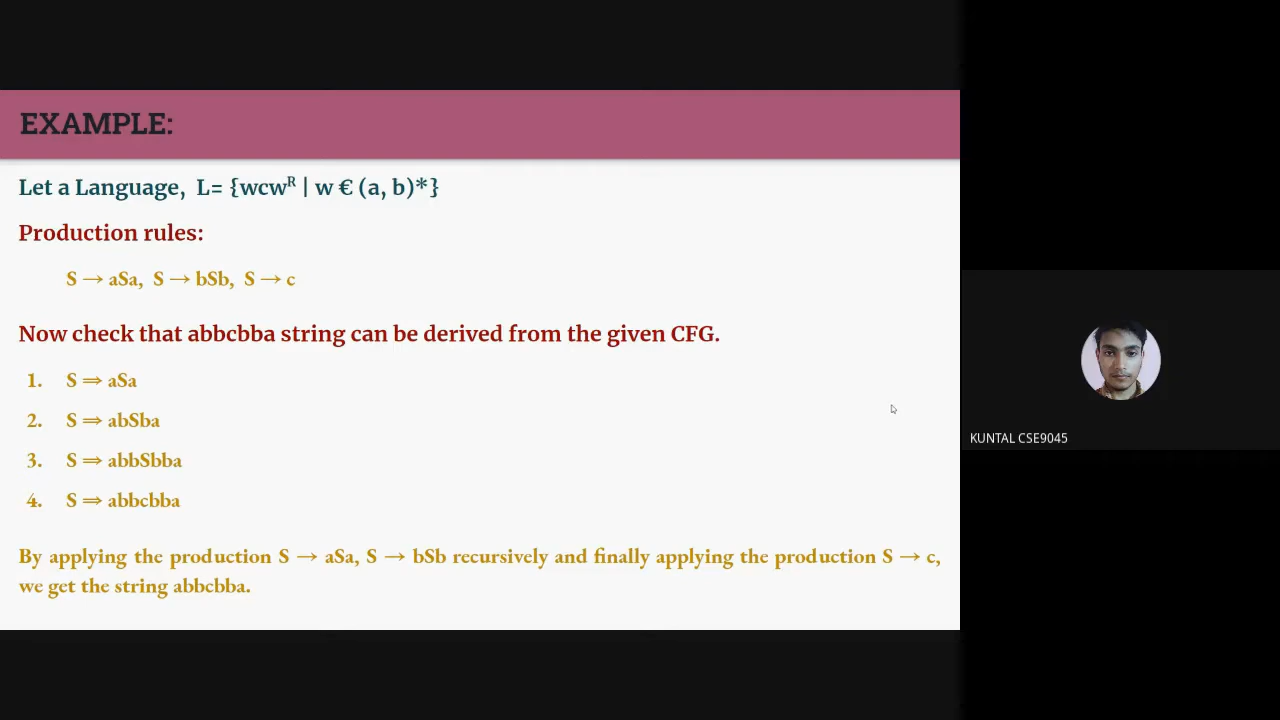 EXAMPLE:
Let a Language, L= {wcwᴿ | w € (a, b)*}
Production rules:
S → aSa, S → bSb, S → c
Now check that abbcbba string can be derived from the given CFG.
1. S ⇒ aSa
2. S ⇒ abSba
3. S ⇒ abbSbba
4. S ⇒ abbcbba
By applying the production S → aSa, S → bSb recursively and finally applying the production S → c,
we get the string abbcbba.
KUNTAL CSE9045